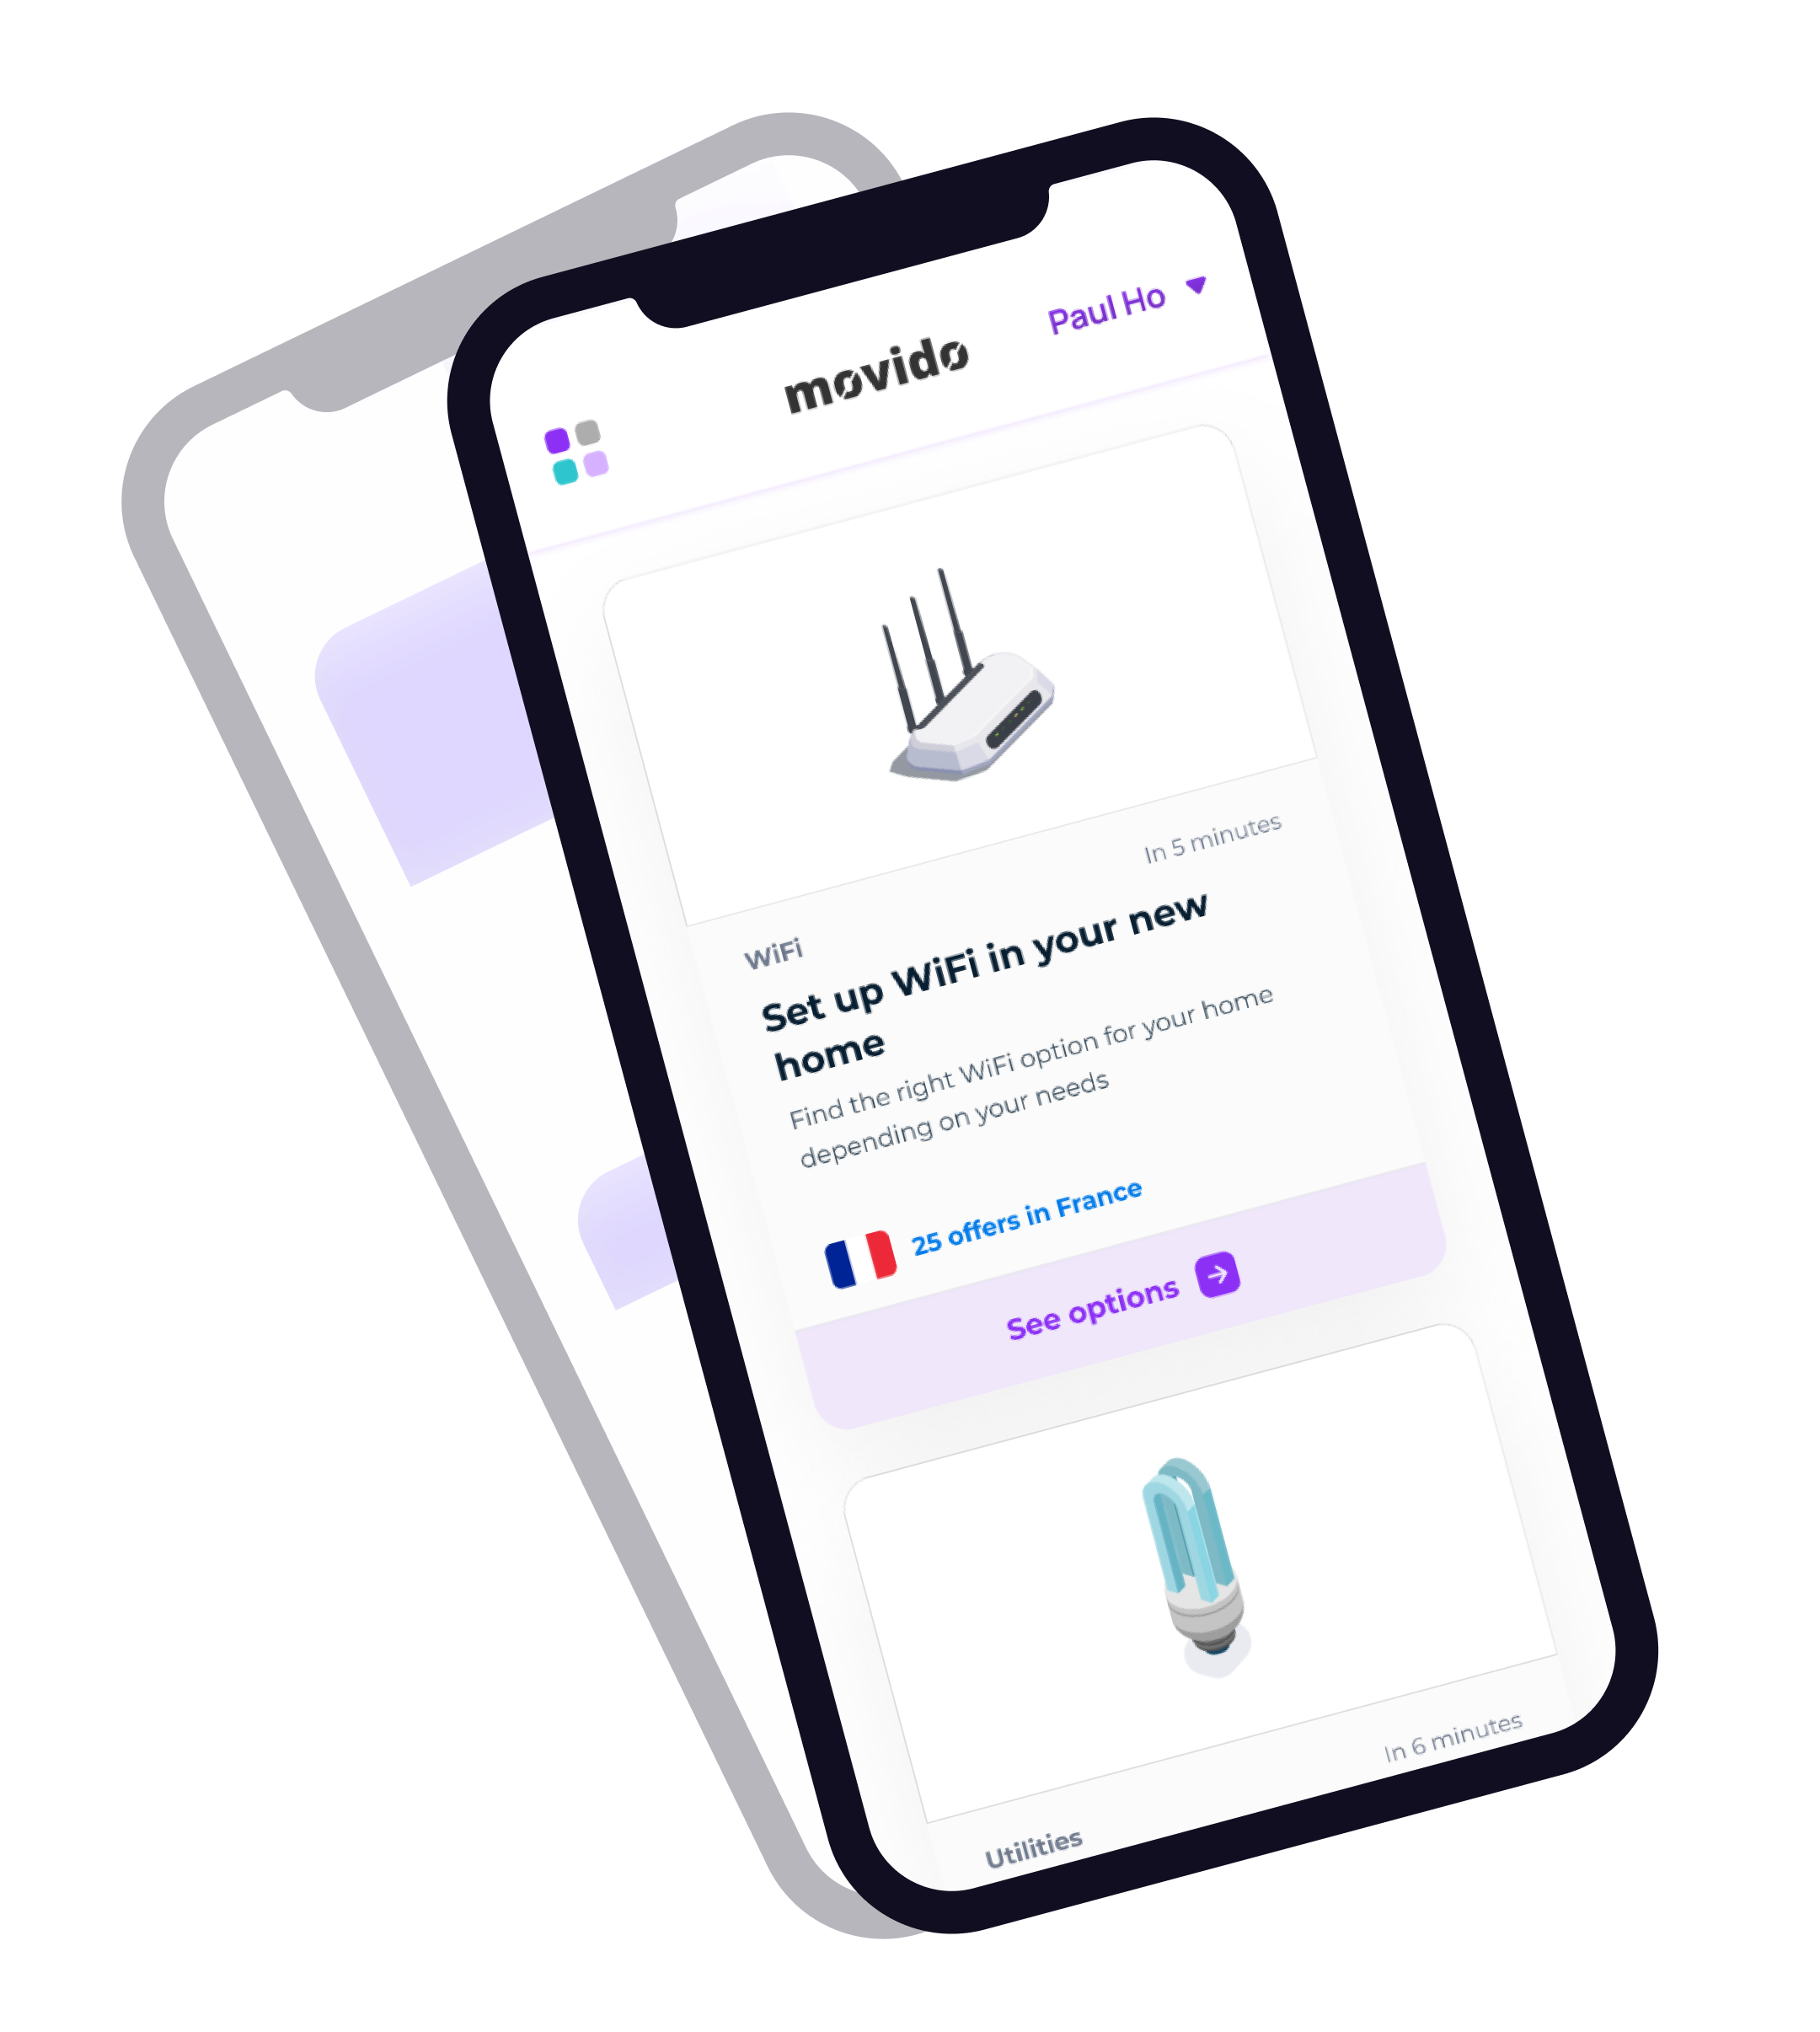 Paul Ho
movido
In 5 minutes
WiFi
Set up WiFi in your new
home
Find the right WiFi option for your home
depending on your needs
25 offers in France
See options
In 6 minutes
Utilities